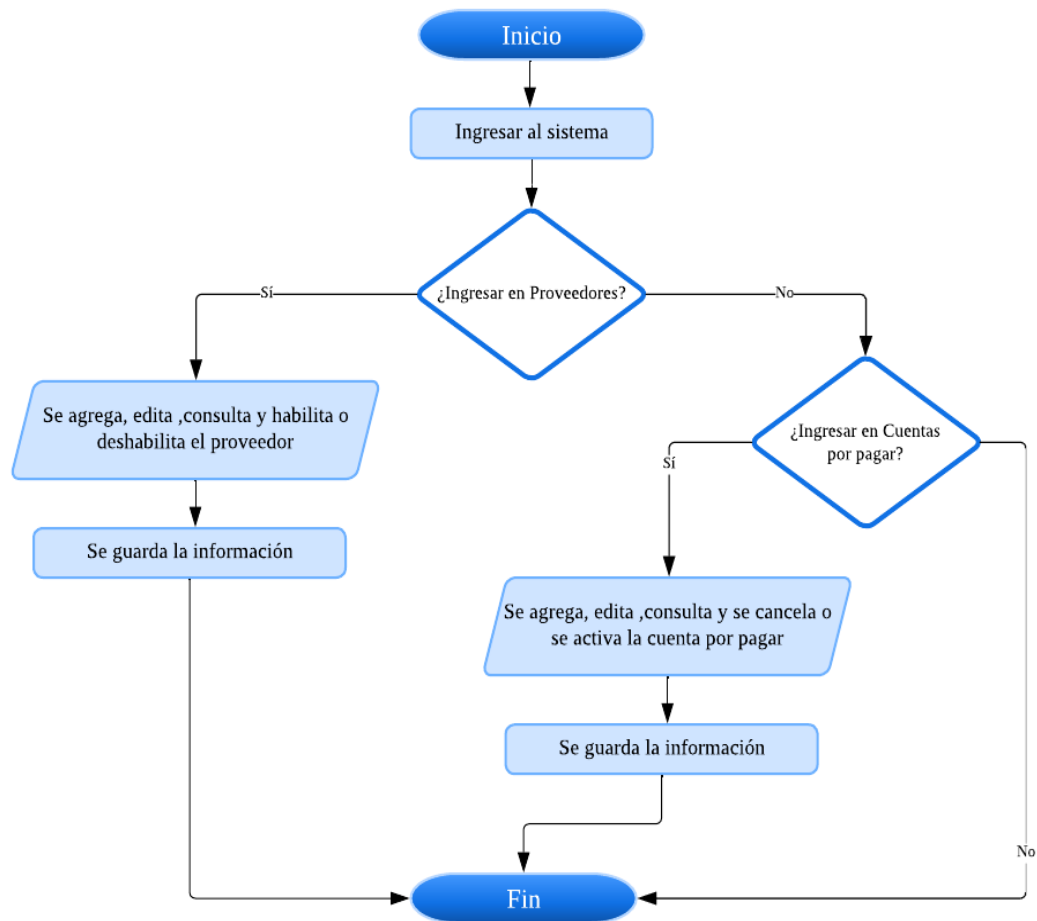 Inicio
Ingresar al sistema
¿Ingresar en Proveedores?
Sí
No
Se agrega, edita ,consulta y habilita o
deshabilita el proveedor
¿Ingresar en Cuentas
por pagar?
Sí
Se guarda la información
Se agrega, edita ,consulta y se cancela o
se activa la cuenta por pagar
Se guarda la información
No
Fin